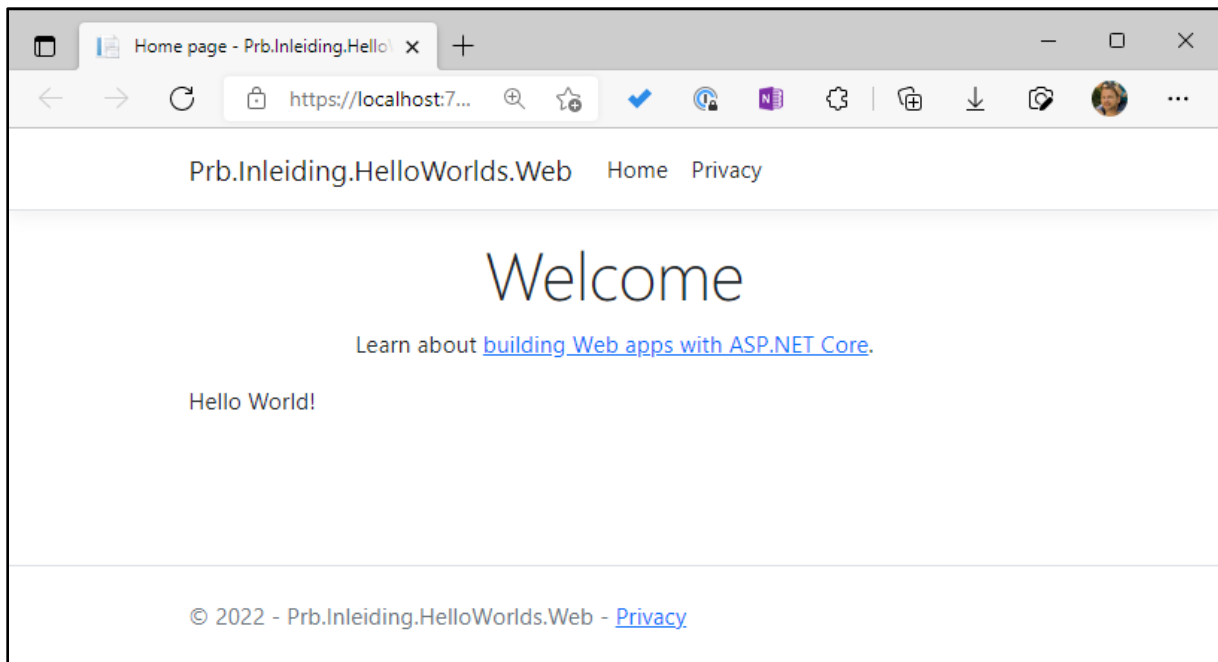 Home page - Prb.Inleiding.Hello
https://localhost:7...
Prb.Inleiding.HelloWorlds.Web Home Privacy
Welcome
Learn about building Web apps with ASP.NET Core.
Hello World!
© 2022 - Prb.Inleiding.HelloWorlds.Web - Privacy